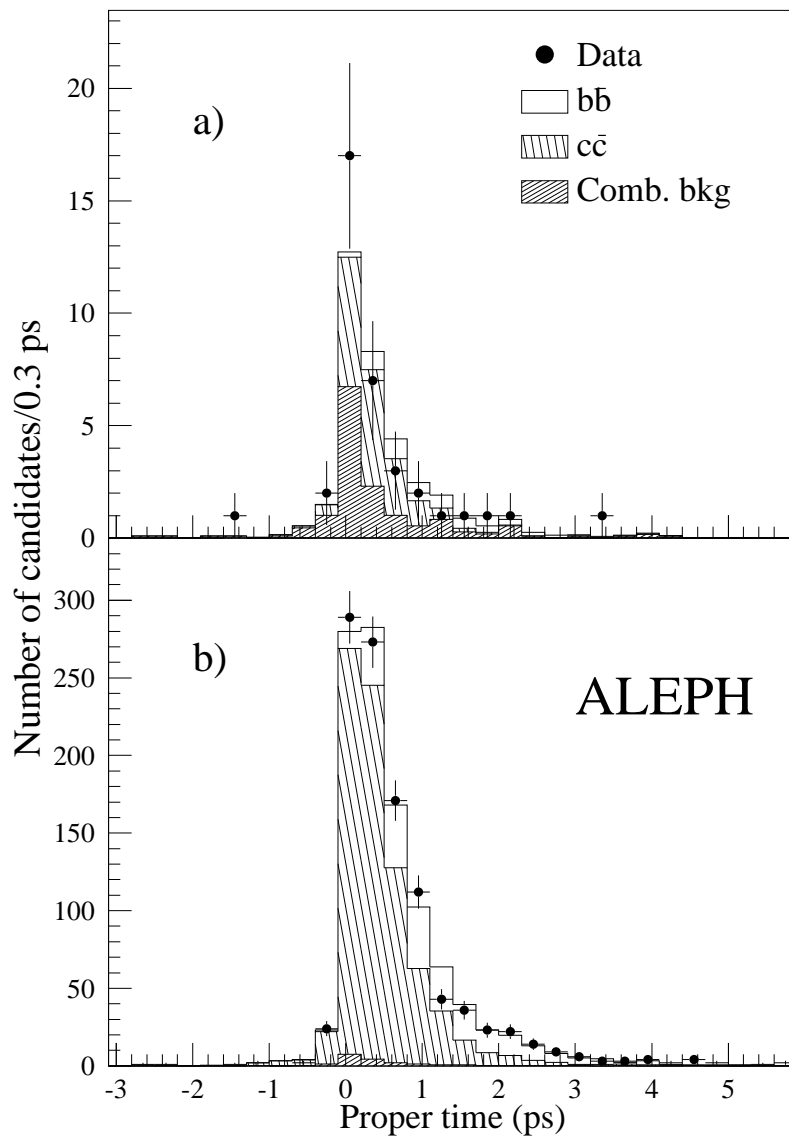 Number of candidates/0.3 ps
a)
Data
bb̄
cc̄
Comb. bkg
20
15
10
5
0
b)
ALEPH
300
250
200
150
100
50
0
-3 -2 -1 0 1 2 3 4 5
Proper time (ps)